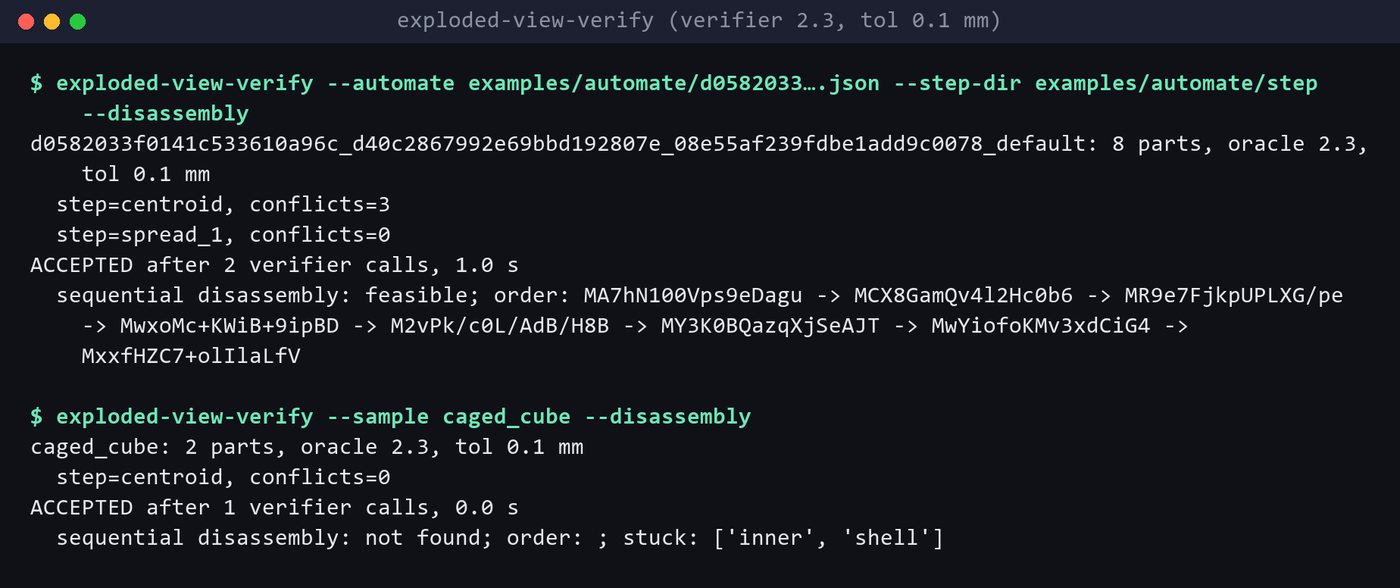 exploded-view-verify (verifier 2.3, tol 0.1 mm)
$ exploded-view-verify --automate examples/automate/d0582033….json --step-dir examples/automate/step
--disassembly
d0582033f0141c533610a96c_d40c2867992e69bbd192807e_08e55af239fdbe1add9c0078_default: 8 parts, oracle 2.3,
tol 0.1 mm
step=centroid, conflicts=3
step=spread_1, conflicts=0
ACCEPTED after 2 verifier calls, 1.0 s
sequential disassembly: feasible; order: MA7hN100Vps9eDagu -> MCX8GamQv4l2Hc0b6 -> MR9e7FjkpUPLXG/pe
-> MwxoMc+KWiB+9ipBD -> M2vPk/c0L/AdB/H8B -> MY3K0BQazqXjSeAJT -> MwYiofoKMv3xdCiG4 ->
MxxfHZC7+olIlaLfV
$ exploded-view-verify --sample caged_cube --disassembly
caged_cube: 2 parts, oracle 2.3, tol 0.1 mm
step=centroid, conflicts=0
ACCEPTED after 1 verifier calls, 0.0 s
sequential disassembly: not found; order: ; stuck: ['inner', 'shell']